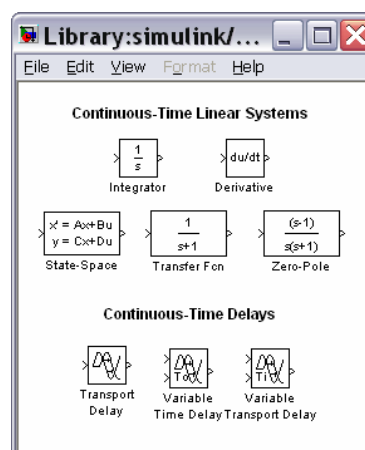 Library:simulink/...
File Edit View Format Help
Continuous-Time Linear Systems
1
s
du/dt
Integrator Derivative
x' = Ax+Bu
y = Cx+Du
1
s+1
(s-1)
s(s+1)
State-Space Transfer Fcn Zero-Pole
Continuous-Time Delays
To
Ti
Transport
Delay
Variable
Time Delay
Variable
Transport Delay